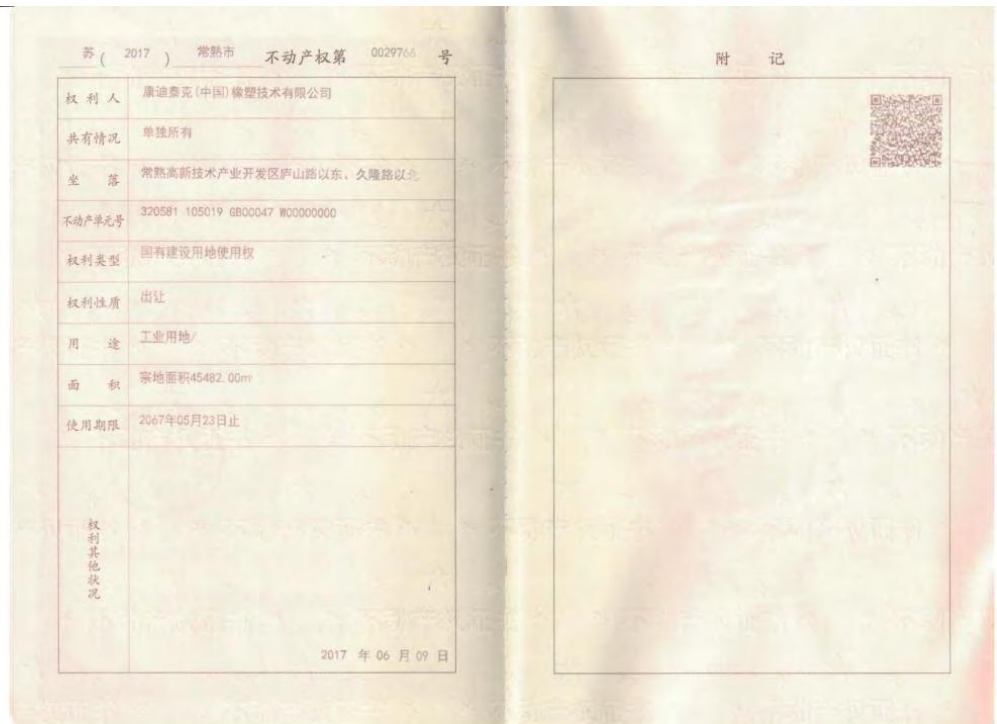 苏( 2017 ) 常熟市 不动产权第 0029766 号
权利人 康迪泰克(中国)橡塑技术有限公司
共有情况 单独所有
坐落 常熟高新技术产业开发区庐山路以东、久隆路以北
不动产单元号 320581 105019 GB00047 W00000000
权利类型 国有建设用地使用权
权利性质 出让
用途 工业用地/
面积 宗地面积45482.00㎡
使用期限 2067年05月23日止
权利其他状况
2017 年 06 月 09 日
附记